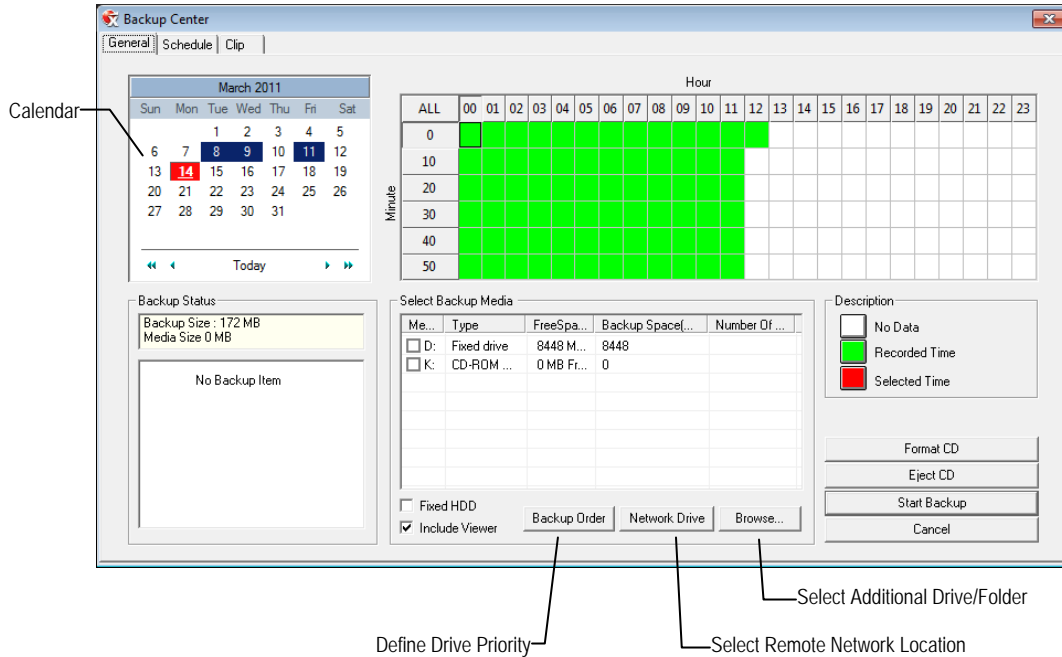 Backup Center
General Schedule Clip
Calendar
March 2011
Sun Mon Tue Wed Thu Fri Sat
1 2 3 4 5
6 7 8 9 10 11 12
13 14 15 16 17 18 19
20 21 22 23 24 25 26
27 28 29 30 31
Today
Hour
ALL 00 01 02 03 04 05 06 07 08 09 10 11 12 13 14 15 16 17 18 19 20 21 22 23
Minute
0
10
20
30
40
50
Backup Status
Backup Size : 172 MB
Media Size 0 MB
No Backup Item
Select Backup Media
Me... Type FreeSpa... Backup Space(... Number Of ...
D: Fixed drive 8448 M... 8448
K: CD-ROM ... 0 MB Fr... 0
Fixed HDD
Include Viewer
Backup Order Network Drive Browse...
Description
No Data
Recorded Time
Selected Time
Format CD
Eject CD
Start Backup
Cancel
Select Additional Drive/Folder
Define Drive Priority
Select Remote Network Location